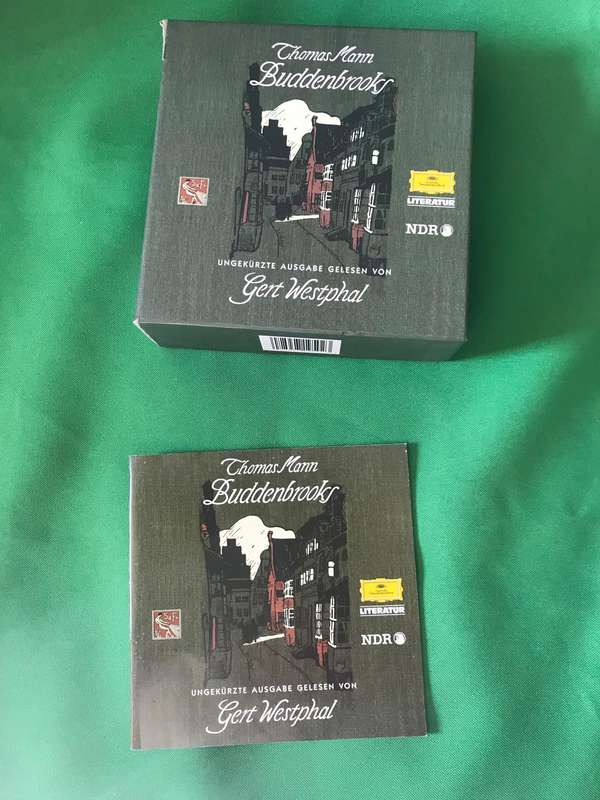 Thomas Mann
Buddenbrooks
LITERATUR
NDR
UNGEKÜRZTE AUSGABE GELESEN VON
Gert Westphal
Thomas Mann
Buddenbrooks
LITERATUR
NDR
UNGEKÜRZTE AUSGABE GELESEN VON
Gert Westphal